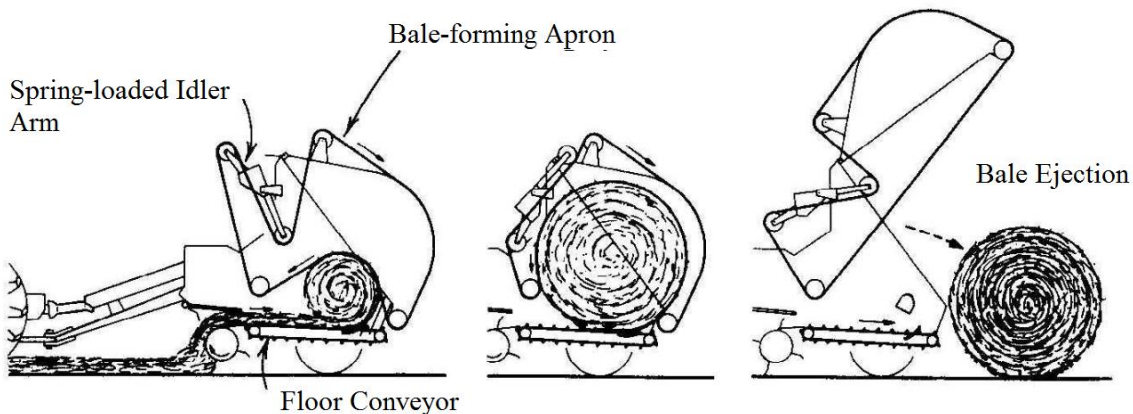 Bale-forming Apron
Spring-loaded Idler
Arm
Bale Ejection
Floor Conveyor